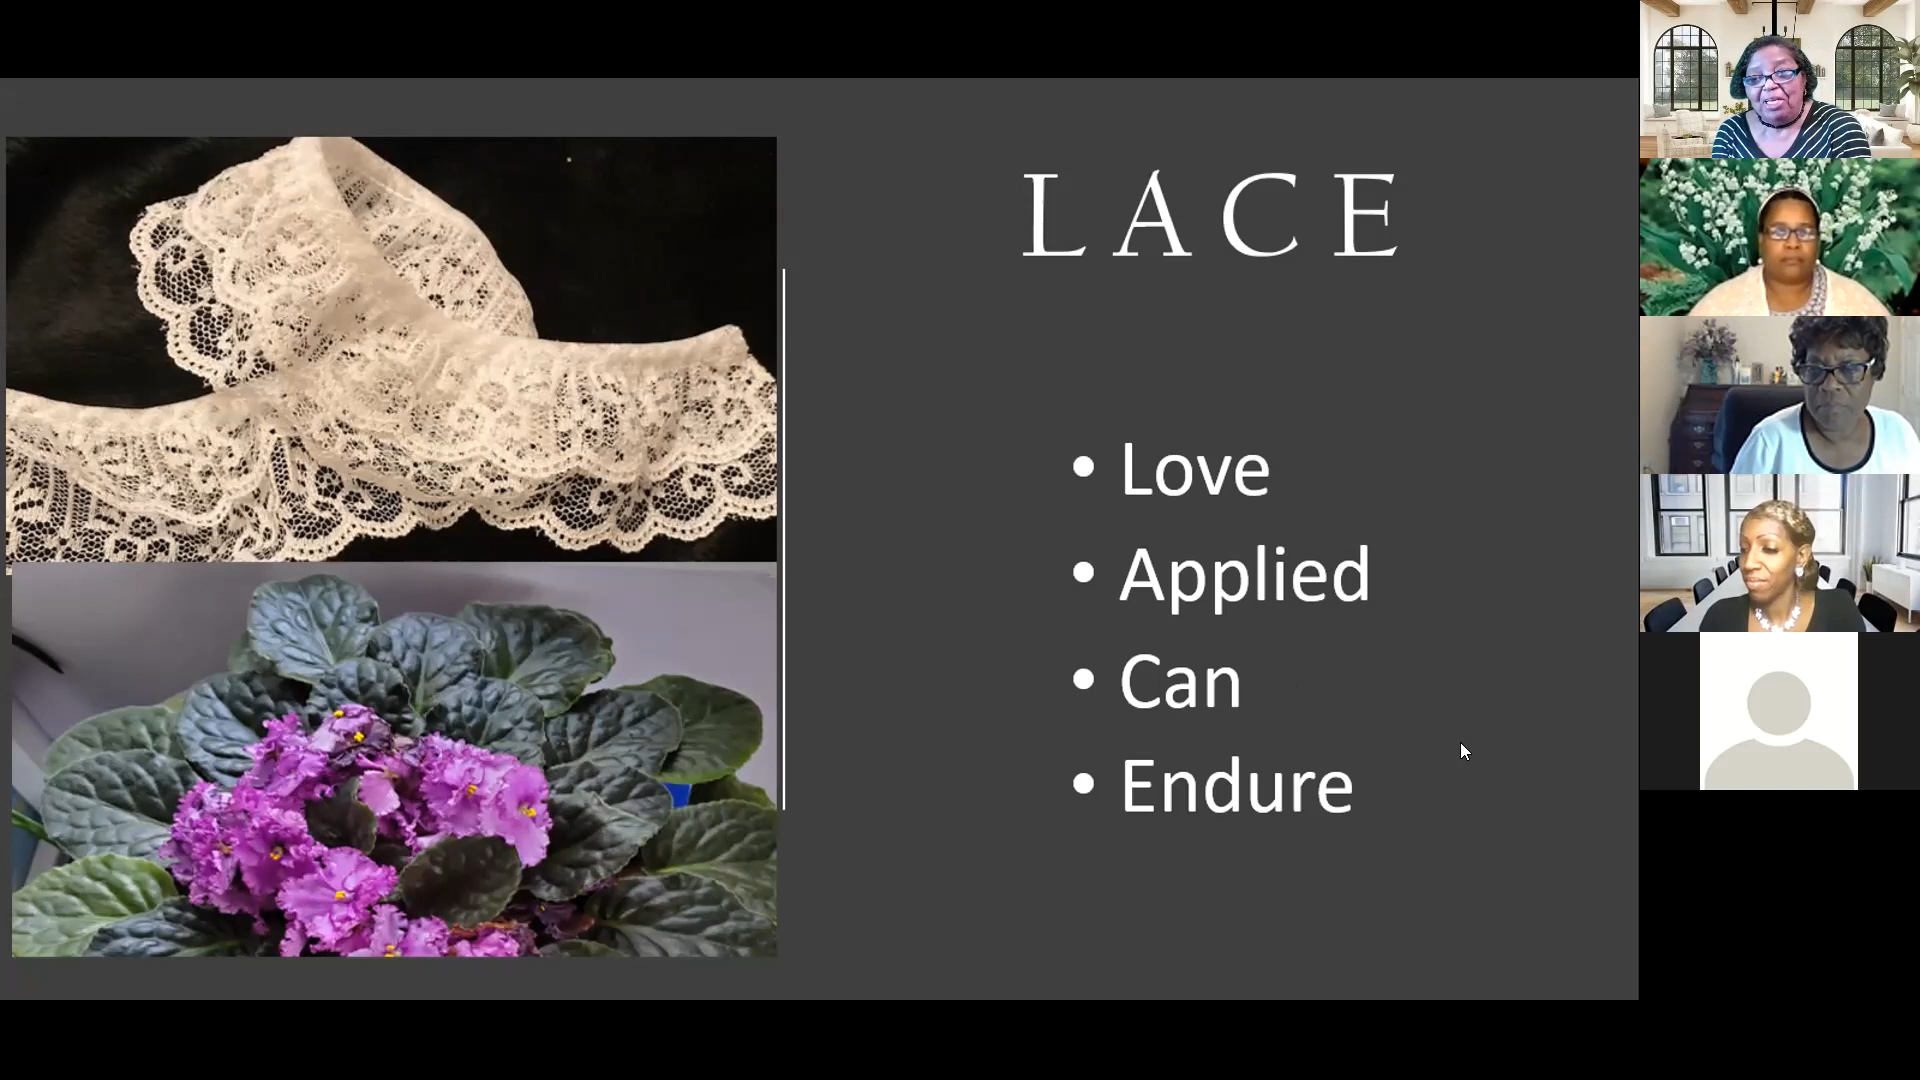 LACE
• Love
• Applied
• Can
• Endure